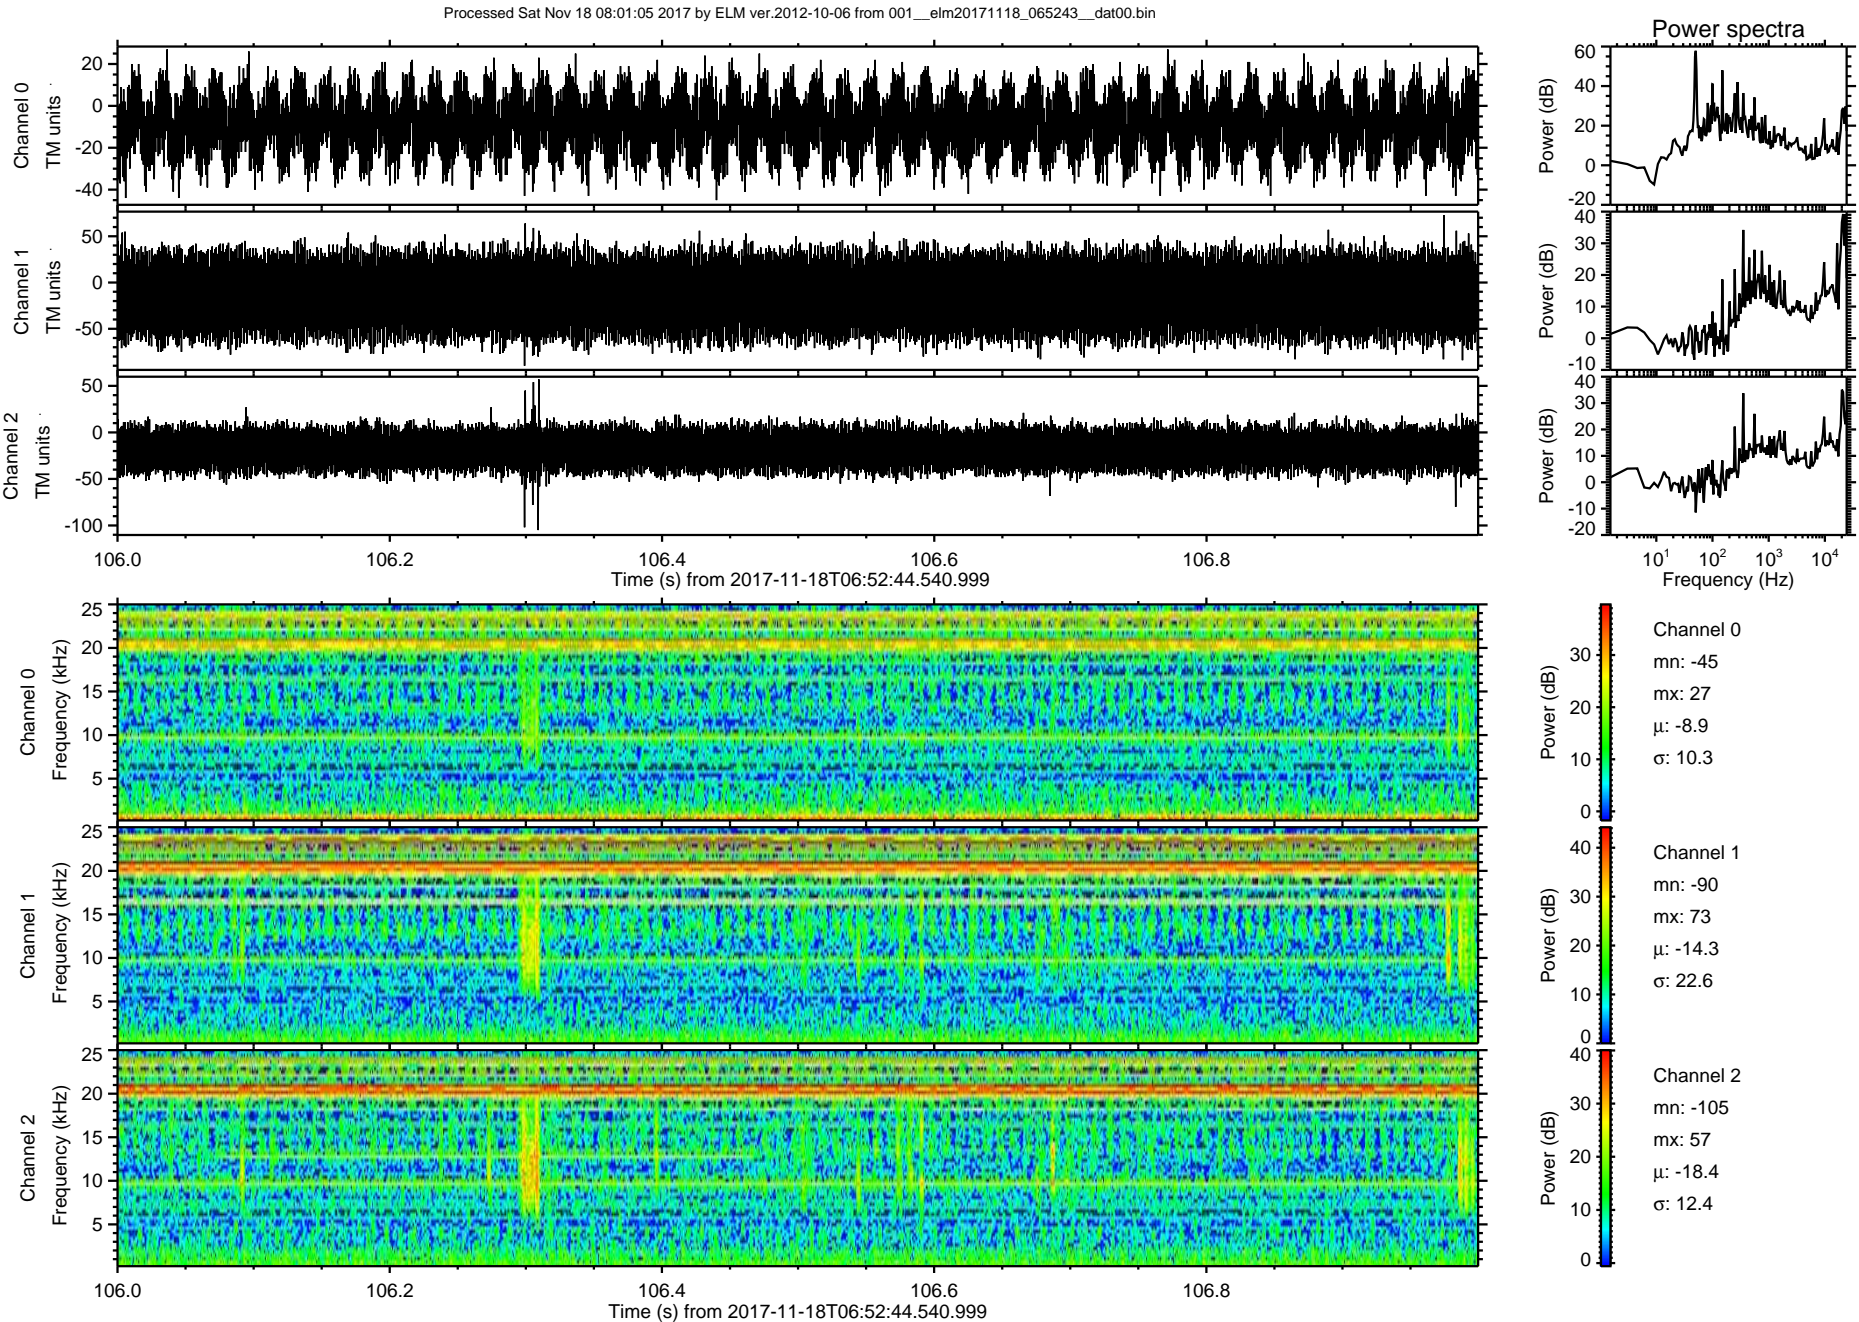 Processed Sat Nov 18 08:01:05 2017 by ELM ver.2012-10-06 from 001__elm20171118_065243__dat00.bin
Power spectra
Channel 0
TM units
20
0
-20
-40
Power (dB)
60
40
20
0
-20
Channel 1
TM units
50
0
-50
Power (dB)
40
30
20
10
0
-10
Channel 2
TM units
50
0
-50
-100
Power (dB)
40
30
20
10
0
-10
-20
106.0 106.2 106.4 106.6 106.8
Time (s) from 2017-11-18T06:52:44.540.999
10^1 10^2 10^3 10^4
Frequency (Hz)
Channel 0
Frequency (kHz)
25
20
15
10
5
Power (dB)
30
20
10
0
Channel 0
mn: -45
mx: 27
μ: -8.9
σ: 10.3
Channel 1
Frequency (kHz)
25
20
15
10
5
Power (dB)
40
30
20
10
0
Channel 1
mn: -90
mx: 73
μ: -14.3
σ: 22.6
Channel 2
Frequency (kHz)
25
20
15
10
5
Power (dB)
40
30
20
10
0
Channel 2
mn: -105
mx: 57
μ: -18.4
σ: 12.4
106.0 106.2 106.4 106.6 106.8
Time (s) from 2017-11-18T06:52:44.540.999